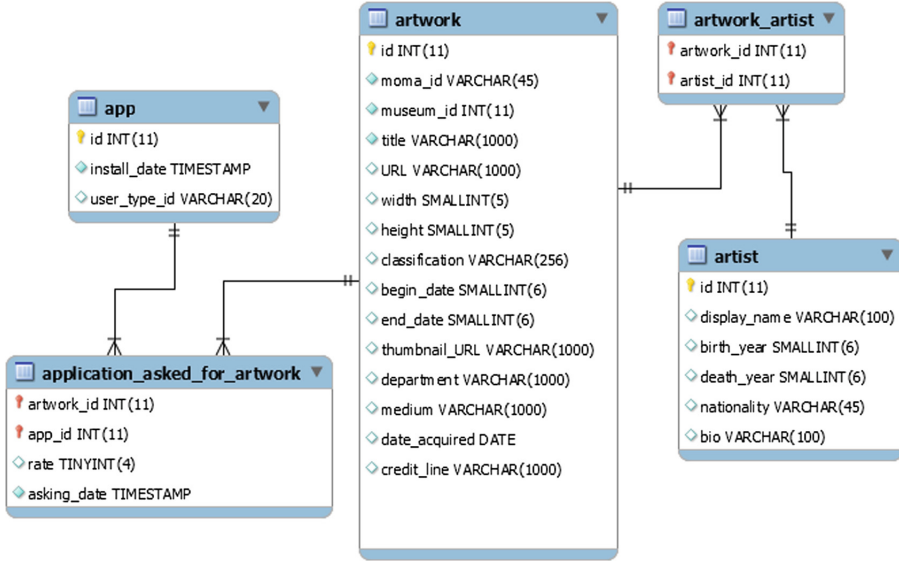 app
id INT(11)
install_date TIMESTAMP
user_type_id VARCHAR(20)
application_asked_for_artwork
artwork_id INT(11)
app_id INT(11)
rate TINYINT(4)
asking_date TIMESTAMP
artwork
id INT(11)
moma_id VARCHAR(45)
museum_id INT(11)
title VARCHAR(1000)
URL VARCHAR(1000)
width SMALLINT(5)
height SMALLINT(5)
classification VARCHAR(256)
begin_date SMALLINT(6)
end_date SMALLINT(6)
thumbnail_URL VARCHAR(1000)
department VARCHAR(1000)
medium VARCHAR(1000)
date_acquired DATE
credit_line VARCHAR(1000)
artwork_artist
artwork_id INT(11)
artist_id INT(11)
artist
id INT(11)
display_name VARCHAR(100)
birth_year SMALLINT(6)
death_year SMALLINT(6)
nationality VARCHAR(45)
bio VARCHAR(100)